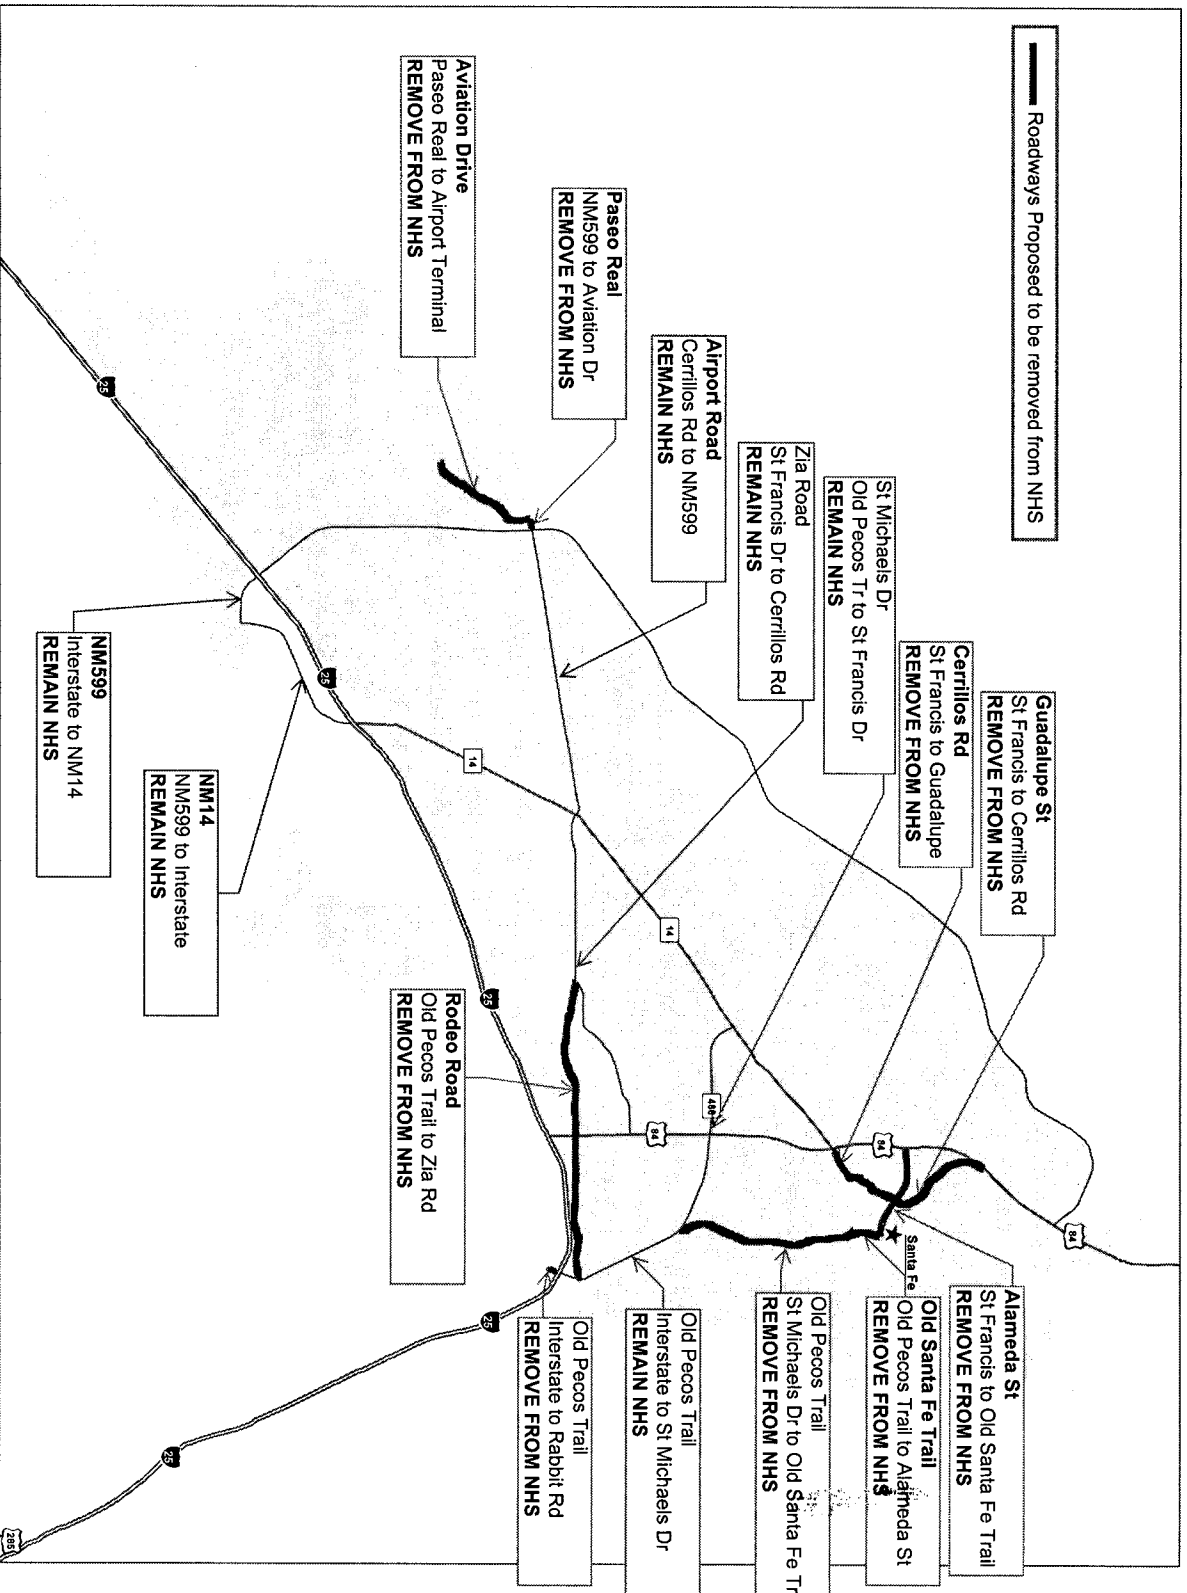 Roadways Proposed to be removed from NHS
Guadalupe St
St Francis to Cerrillos Rd
REMOVE FROM NHS
Cerrillos Rd
St Francis to Guadalupe
REMOVE FROM NHS
St Michaels Dr
Old Pecos Tr to St Francis Dr
REMAIN NHS
Zia Road
St Francis Dr to Cerrillos Rd
REMAIN NHS
Airport Road
Cerrillos Rd to NM599
REMAIN NHS
Paseo Real
NM599 to Aviation Dr
REMOVE FROM NHS
Aviation Drive
Paseo Real to Airport Terminal
REMOVE FROM NHS
Alameda St
St Francis to Old Santa Fe Trail
REMOVE FROM NHS
Old Santa Fe Trail
Old Pecos Trail to Alameda St
REMOVE FROM NHS
Old Pecos Trail
St Michaels Dr to Old Santa Fe Tr
REMOVE FROM NHS
Old Pecos Trail
Interstate to St Michaels Dr
REMAIN NHS
Old Pecos Trail
Interstate to Rabbit Rd
REMOVE FROM NHS
Rodeo Road
Old Pecos Trail to Zia Rd
REMOVE FROM NHS
NM14
NM599 to Interstate
REMAIN NHS
NM599
Interstate to NM14
REMAIN NHS
Santa Fe
84
84
84
466
14
14
25
25
25
25
25
285